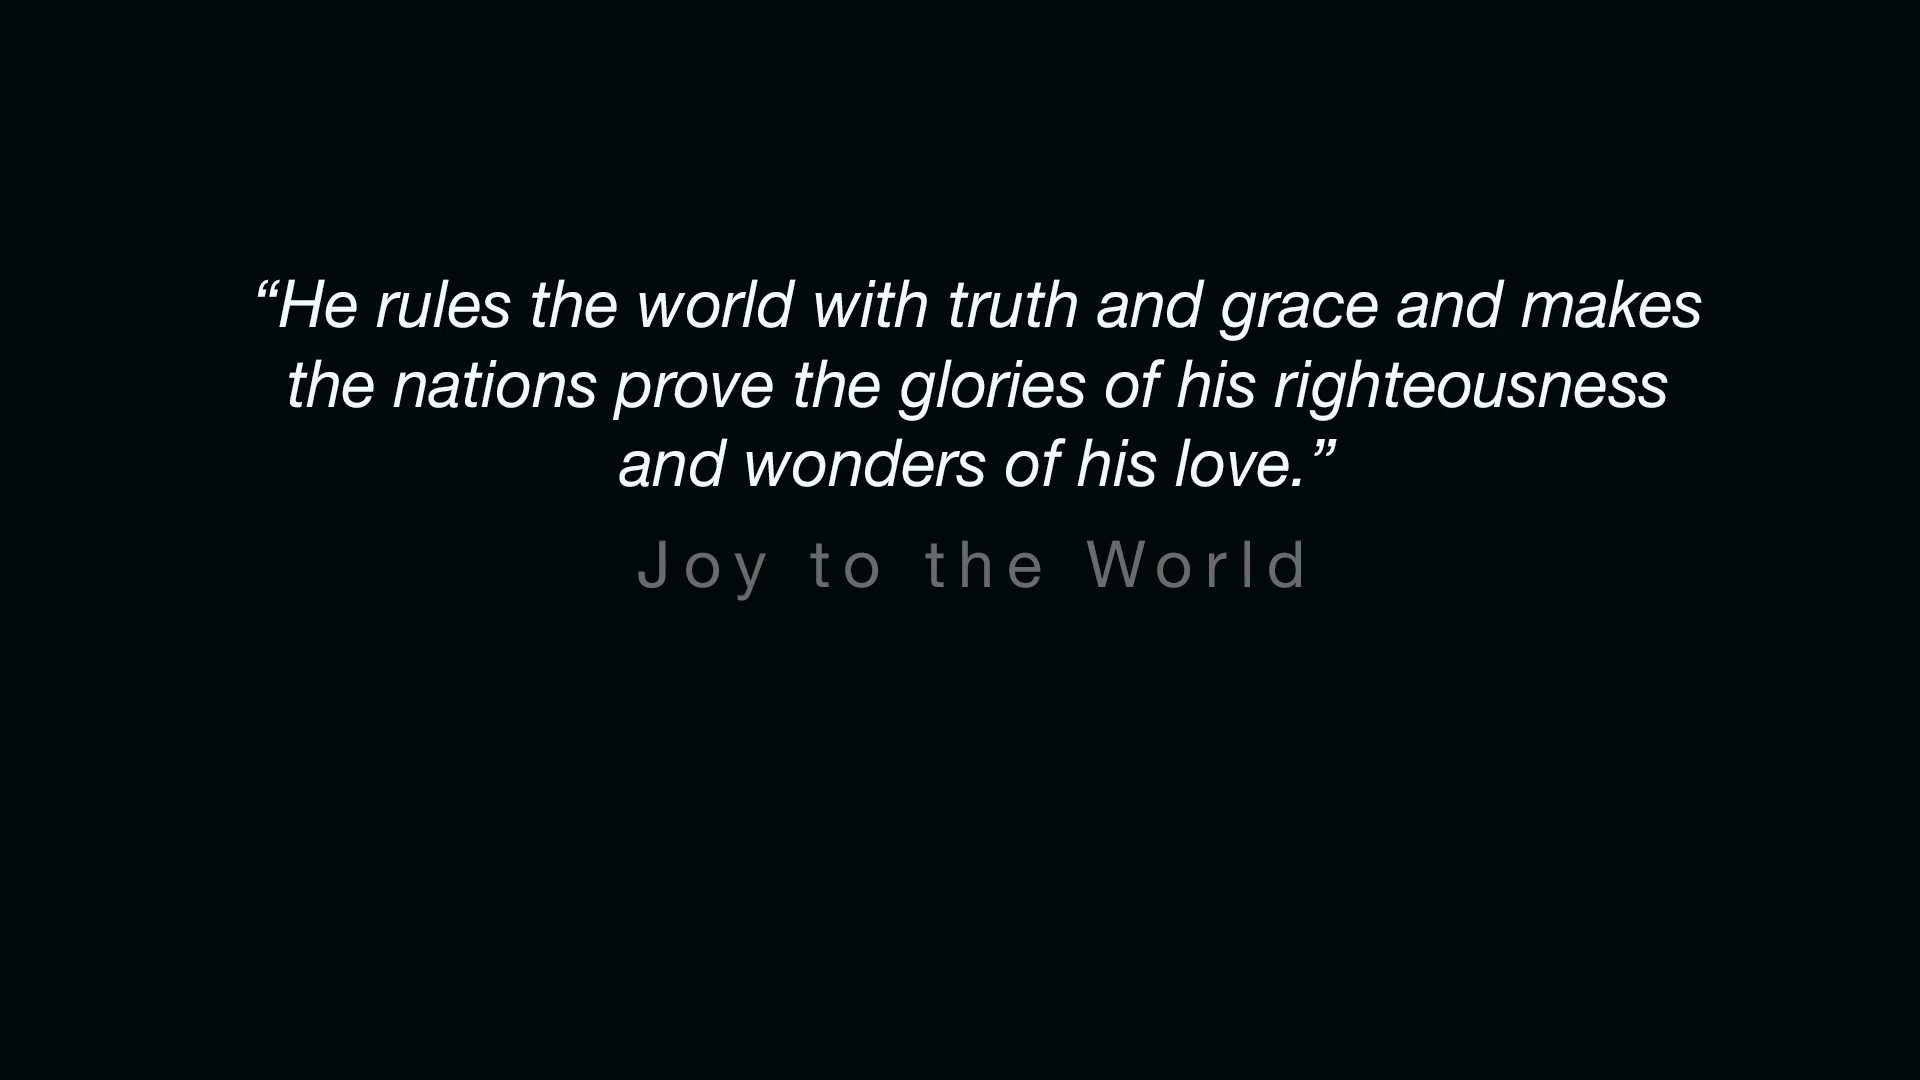 “He rules the world with truth and grace and makes
the nations prove the glories of his righteousness
and wonders of his love.”
Joy to the World